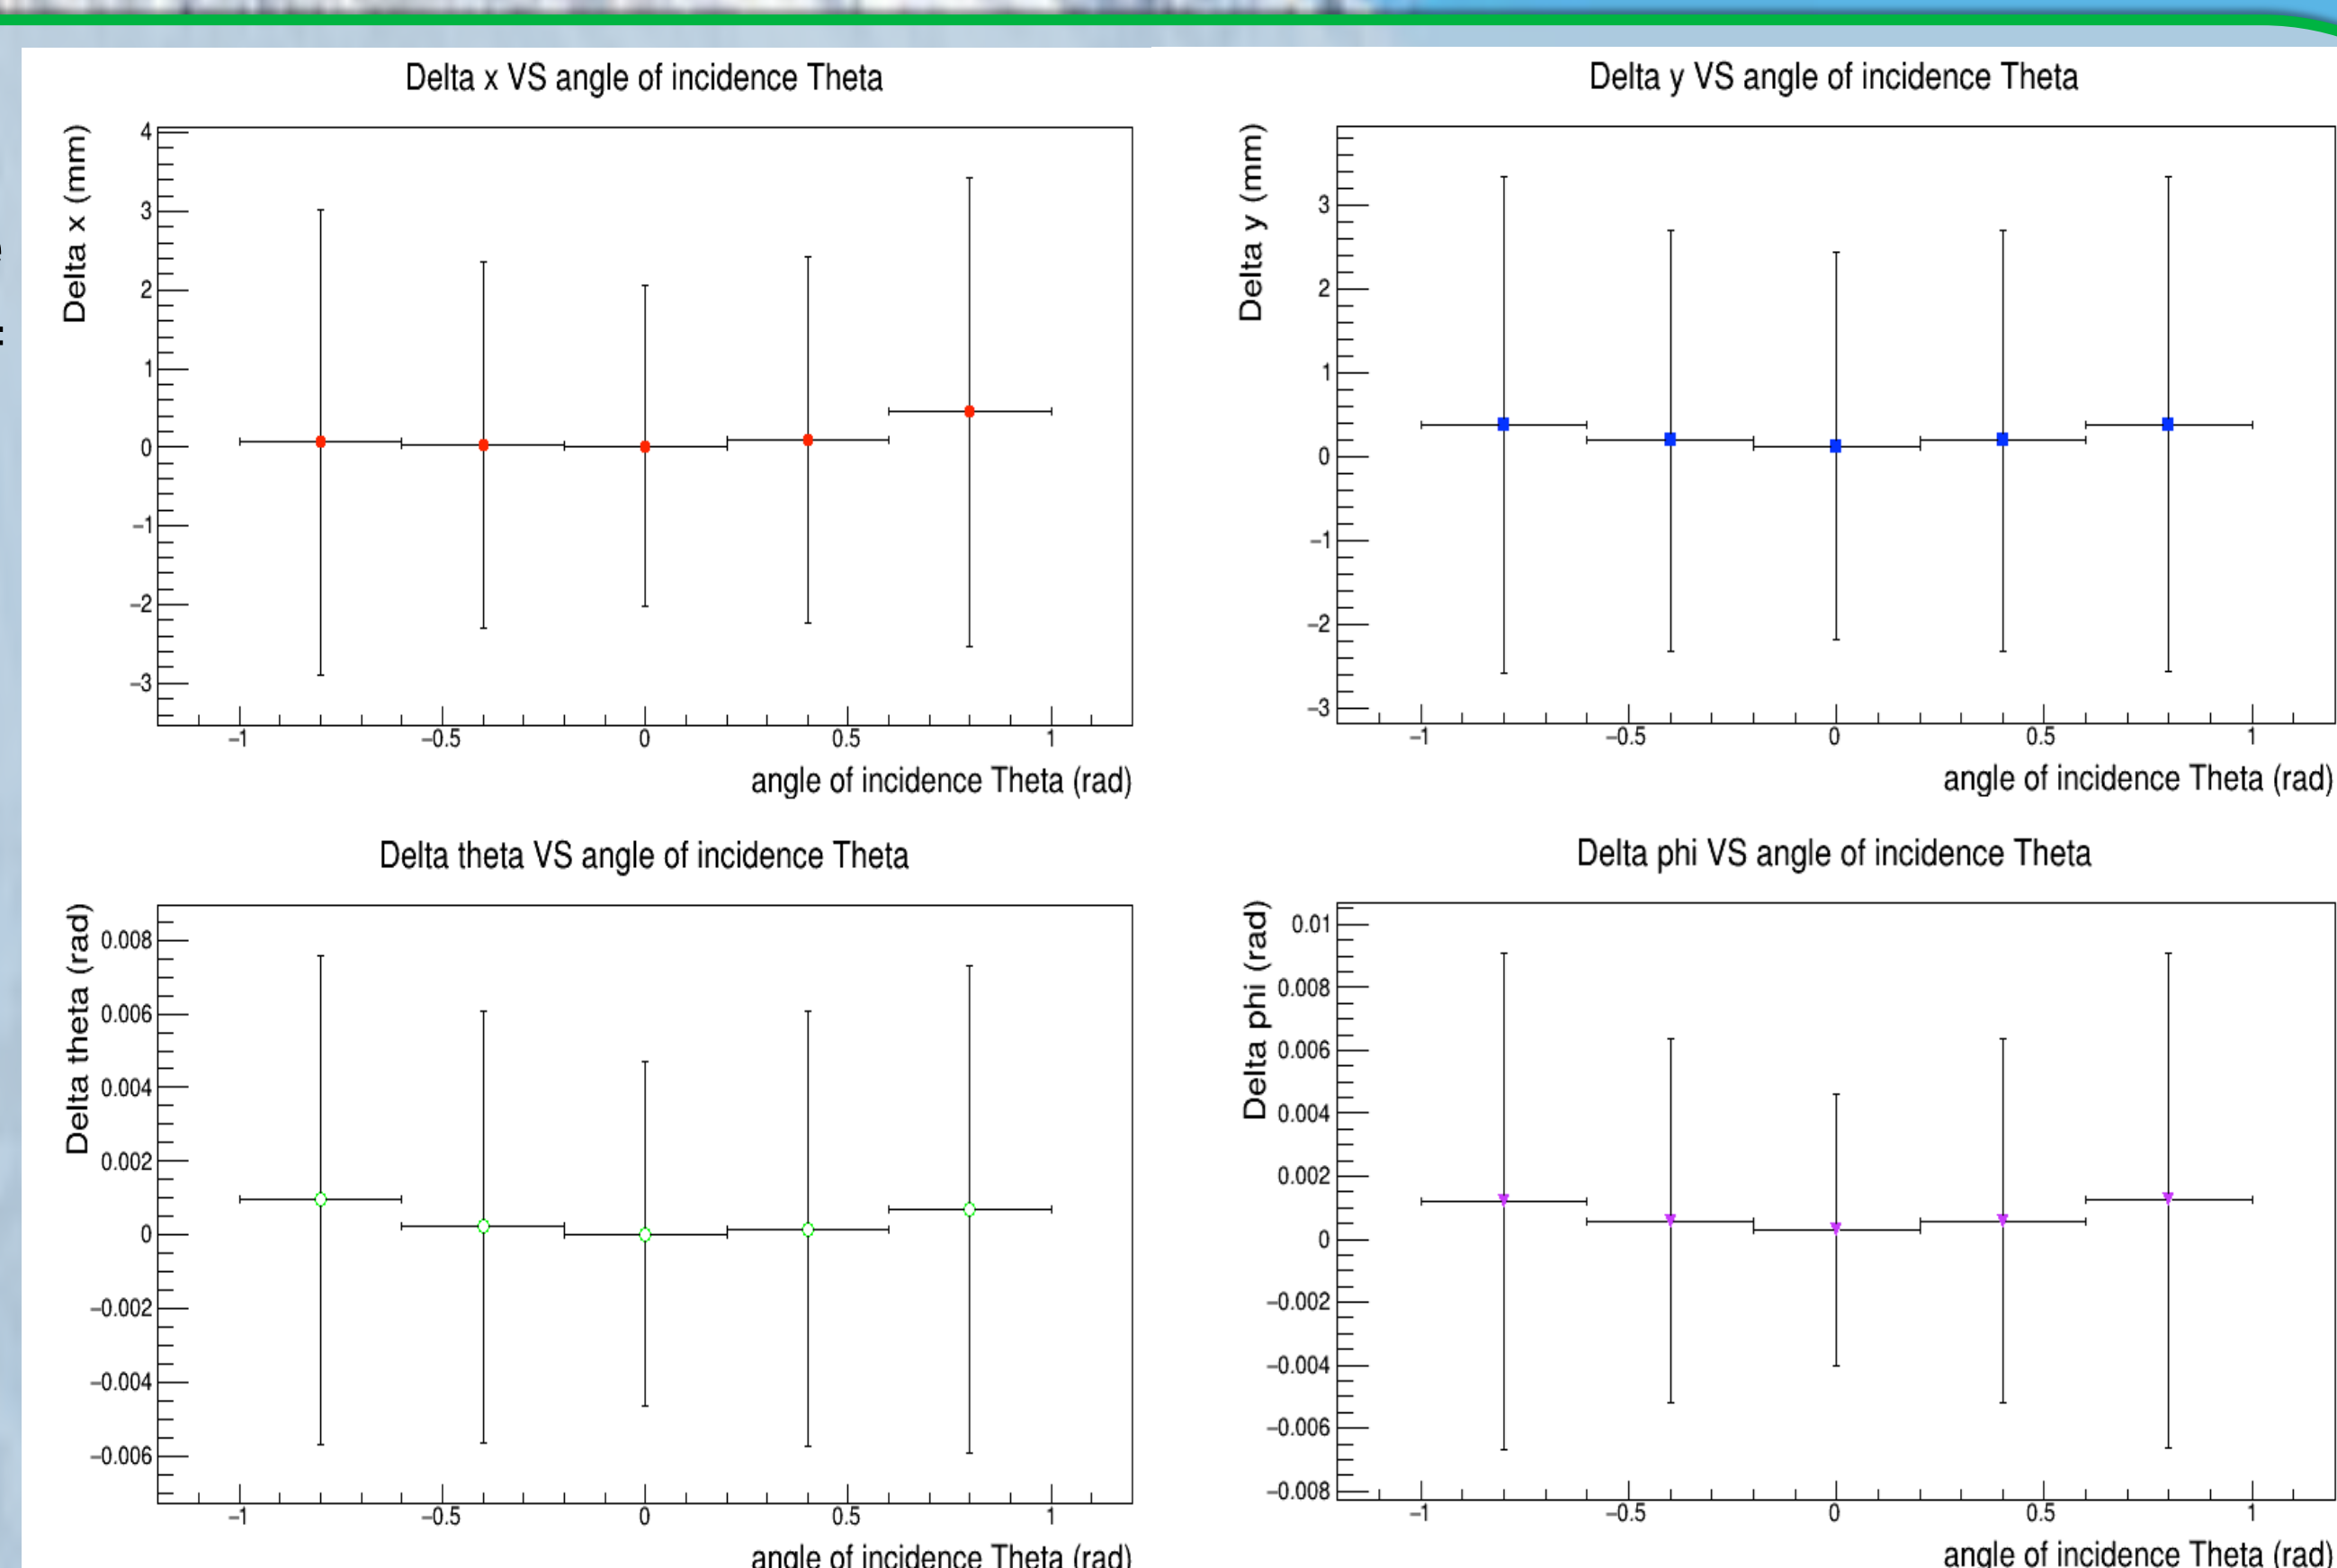 Delta x VS angle of incidence Theta
Delta x (mm)
4
3
2
1
0
−1
−2
−3
−1 −0.5 0 0.5 1
angle of incidence Theta (rad)
Delta y VS angle of incidence Theta
Delta y (mm)
3
2
1
0
−1
−2
−3
−1 −0.5 0 0.5 1
angle of incidence Theta (rad)
Delta theta VS angle of incidence Theta
Delta theta (rad)
0.008
0.006
0.004
0.002
0
−0.002
−0.004
−0.006
−1 −0.5 0 0.5 1
angle of incidence Theta (rad)
Delta phi VS angle of incidence Theta
Delta phi (rad)
0.01
0.008
0.006
0.004
0.002
0
−0.002
−0.004
−0.006
−0.008
−1 −0.5 0 0.5 1
angle of incidence Theta (rad)